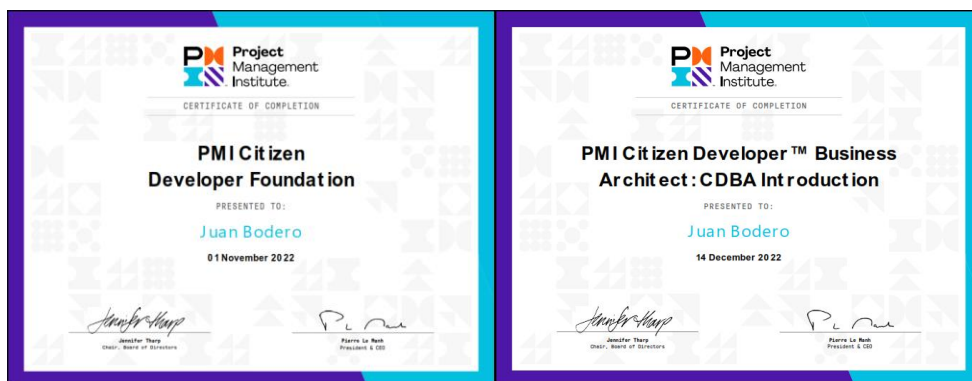 Project
Management
Institute.
CERTIFICATE OF COMPLETION
PMI Citizen
Developer Foundation
PRESENTED TO:
Juan Bodero
01 November 2022
Jennifer Tharp
Chair, Board of Directors
Pierre Le Manh
President & CEO
Project
Management
Institute.
CERTIFICATE OF COMPLETION
PMI Citizen Developer™ Business
Architect: CDBA Introduction
PRESENTED TO:
Juan Bodero
14 December 2022
Jennifer Tharp
Chair, Board of Directors
Pierre Le Manh
President & CEO